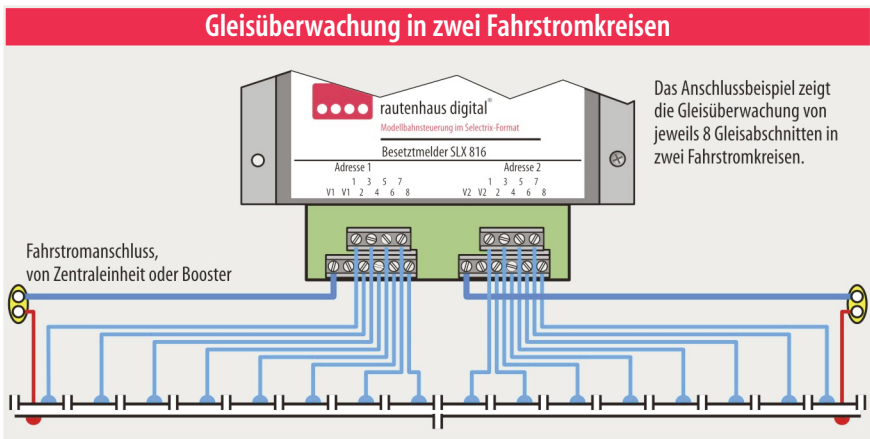 Gleisüberwachung in zwei Fahrstromkreisen
Das Anschlussbeispiel zeigt
die Gleisüberwachung von
jeweils 8 Gleisabschnitten in
zwei Fahrstromkreisen.
rautenhaus digital®
Modellbahnsteuerung im Selectrix-Format
Besetztmelder SLX 816
Adresse 1
1 3 5 7
V1 V1 2 4 6 8
Adresse 2
1 3 5 7
V2 V2 2 4 6 8
Fahrstromanschluss,
von Zentraleinheit oder Booster